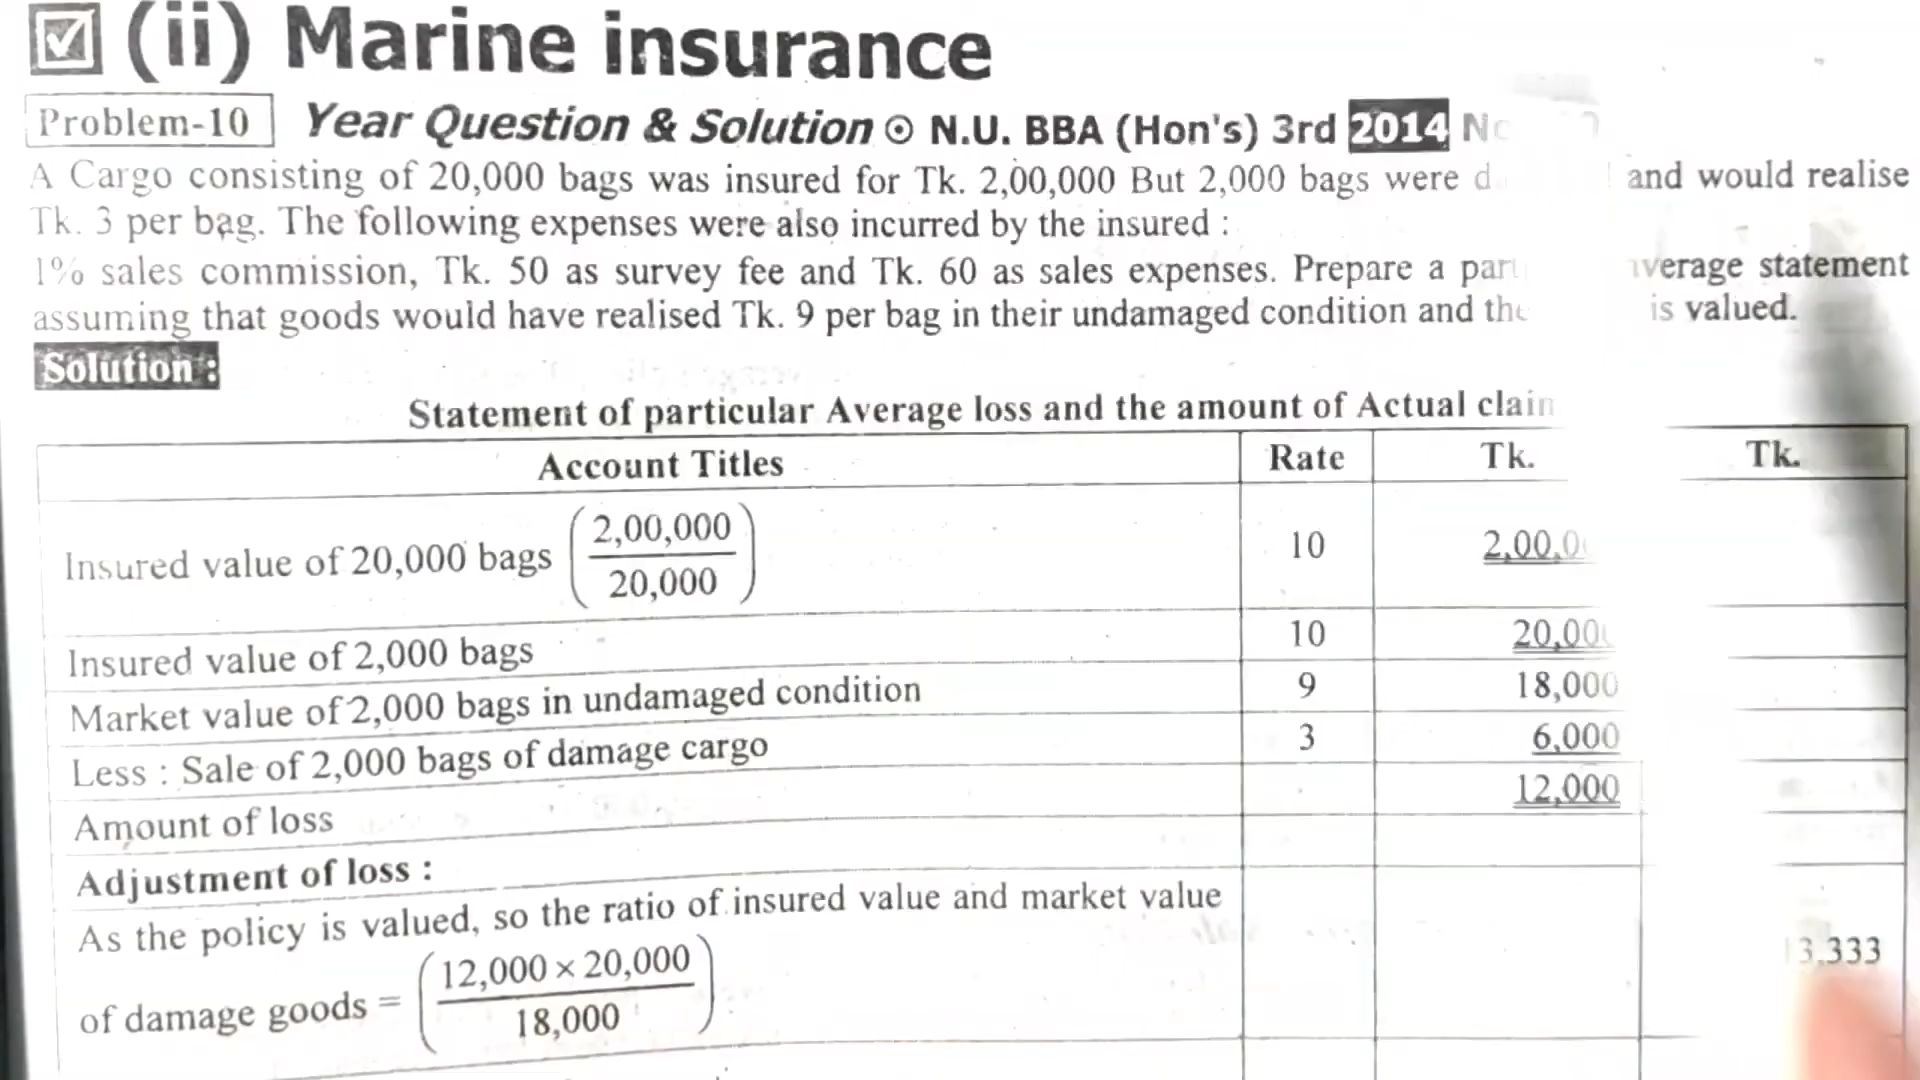 (ii) Marine insurance
Problem-10 Year Question & Solution ⊙ N.U. BBA (Hon's) 3rd 2014
A Cargo consisting of 20,000 bags was insured for Tk. 2,00,000 But 2,000 bags were and would realise
Tk. 3 per bag. The following expenses were also incurred by the insured :
1% sales commission, Tk. 50 as survey fee and Tk. 60 as sales expenses. Prepare a statement
assuming that goods would have realised Tk. 9 per bag in their undamaged condition and is valued.
Solution :
Statement of particular Average loss and the amount of Actual
Account Titles Rate Tk. Tk.
Insured value of 20,000 bags (2,00,000 / 20,000) 10
Insured value of 2,000 bags 10
Market value of 2,000 bags in undamaged condition 9 18,000
Less : Sale of 2,000 bags of damage cargo 3 6,000
Amount of loss 12,000
Adjustment of loss :
As the policy is valued, so the ratio of insured value and market value
of damage goods = (12,000 × 20,000 / 18,000) 13,333